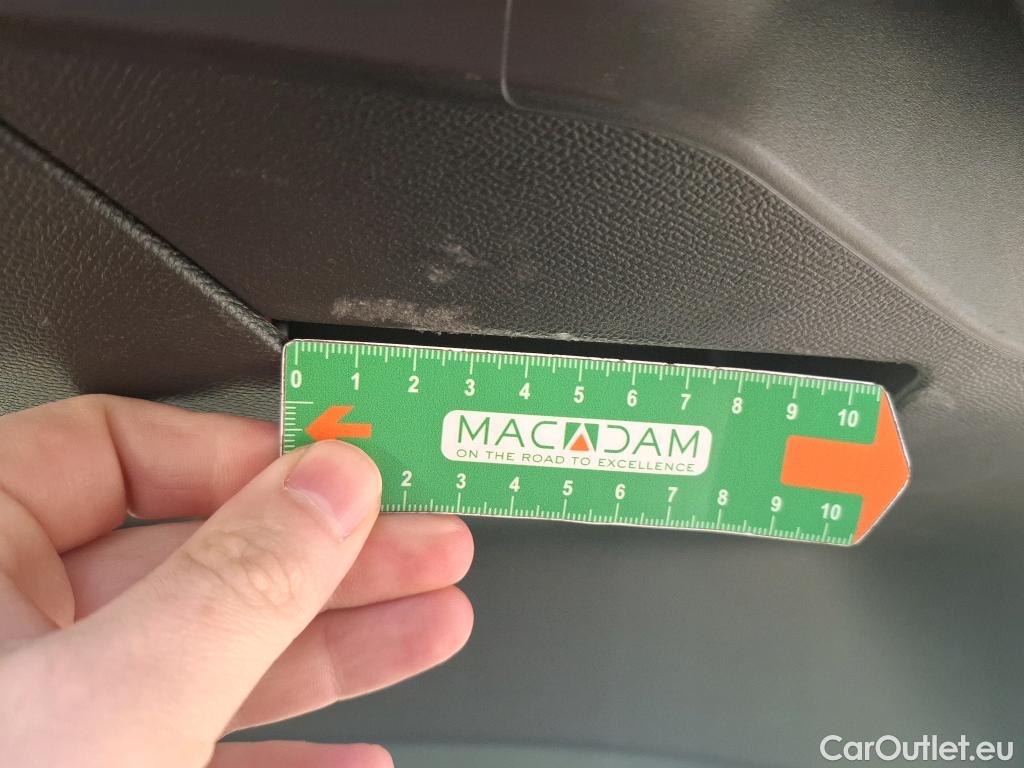 0 1 2 3 4 5 6 7 8 9 10
MACADAM
ON THE ROAD TO EXCELLENCE
2 3 4 5 6 7 8 9 10
CarOutlet.eu